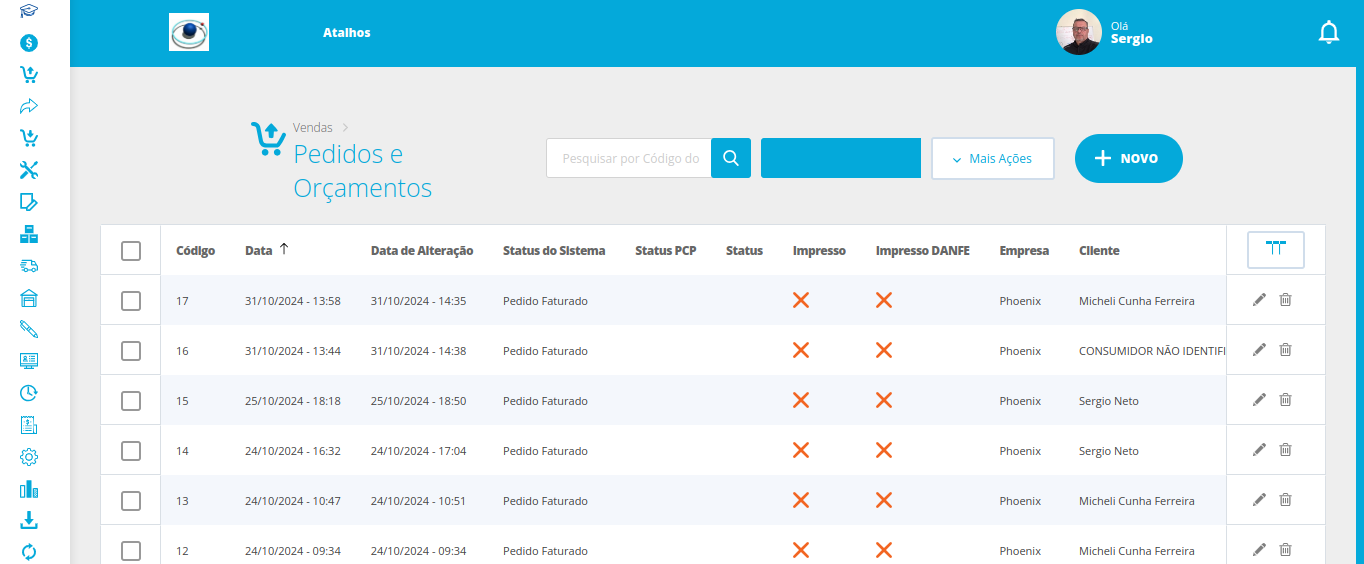 Atalhos
Olá
Sergio
Vendas
Pedidos e
Orçamentos
Pesquisar por Código do
Mais Ações
NOVO
Código Data Data de Alteração Status do Sistema Status PCP Status Impresso Impresso DANFE Empresa Cliente
17 31/10/2024 - 13:58 31/10/2024 - 14:35 Pedido Faturado Phoenix Micheli Cunha Ferreira
16 31/10/2024 - 13:44 31/10/2024 - 14:38 Pedido Faturado Phoenix CONSUMIDOR NÃO IDENTIFI
15 25/10/2024 - 18:18 25/10/2024 - 18:50 Pedido Faturado Phoenix Sergio Neto
14 24/10/2024 - 16:32 24/10/2024 - 17:04 Pedido Faturado Phoenix Sergio Neto
13 24/10/2024 - 10:47 24/10/2024 - 10:51 Pedido Faturado Phoenix Micheli Cunha Ferreira
12 24/10/2024 - 09:34 24/10/2024 - 09:34 Pedido Faturado Phoenix Micheli Cunha Ferreira